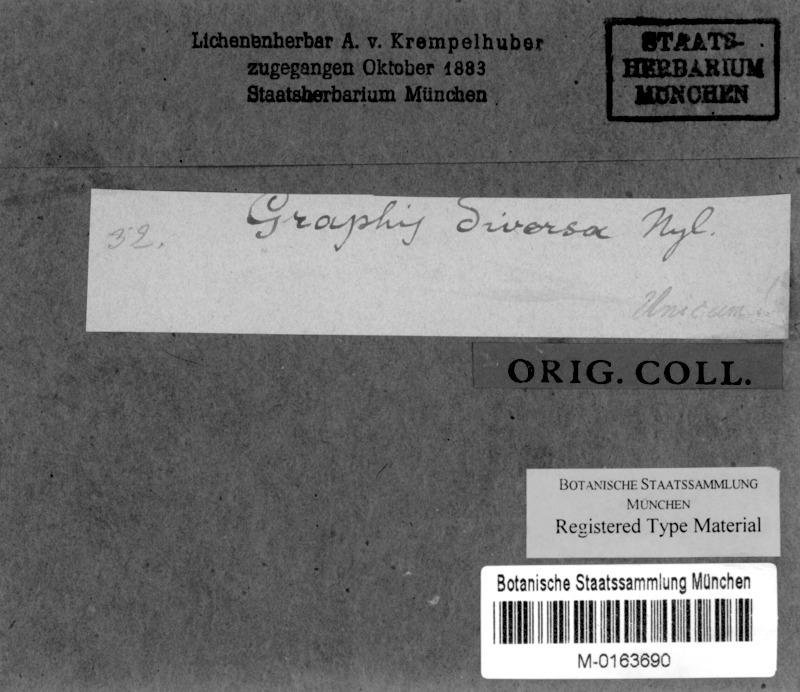 Lichenenherbar A. v. Krempelhuber
zugegangen Oktober 1883
Staatsherbarium München
STAATS-
HERBARIUM
MÜNCHEN
32. Graphis diversa Nyl.
Unicum!
ORIG. COLL.
BOTANISCHE STAATSSAMMLUNG
MÜNCHEN
Registered Type Material
Botanische Staatssammlung München
M-0163690